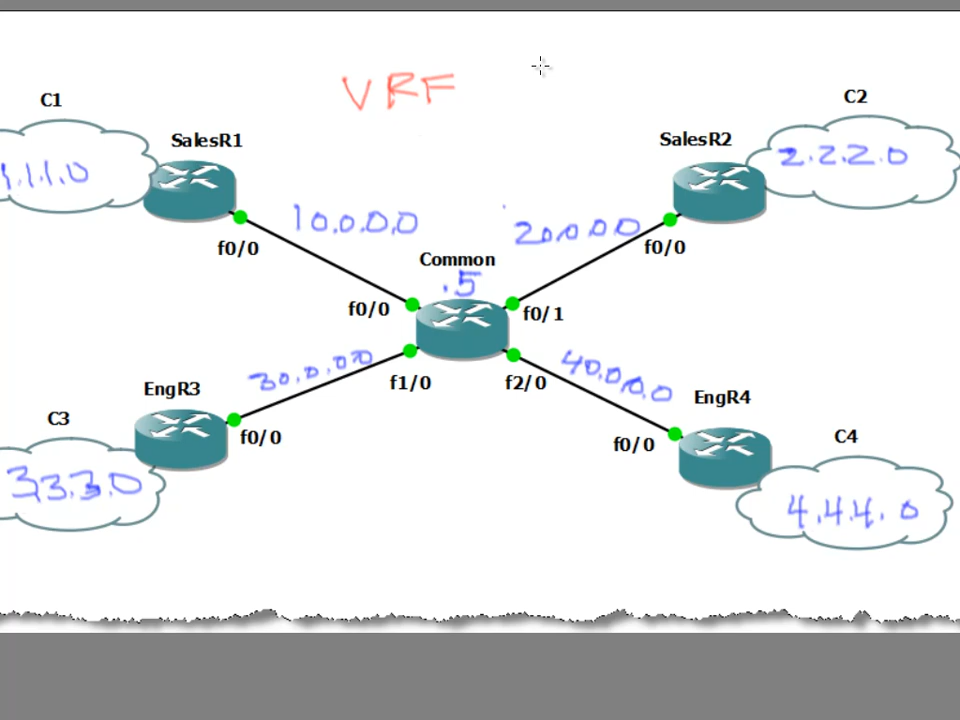 VRF
C1
C2
SalesR1
SalesR2
1.1.1.0
2.2.2.0
10.0.0.0
20.0.0.0
f0/0
f0/0
Common
.5
f0/0
f0/1
30.0.0.0
40.0.0.0
f1/0
f2/0
EngR3
EngR4
C3
f0/0
f0/0
C4
3.3.3.0
4.4.4.0